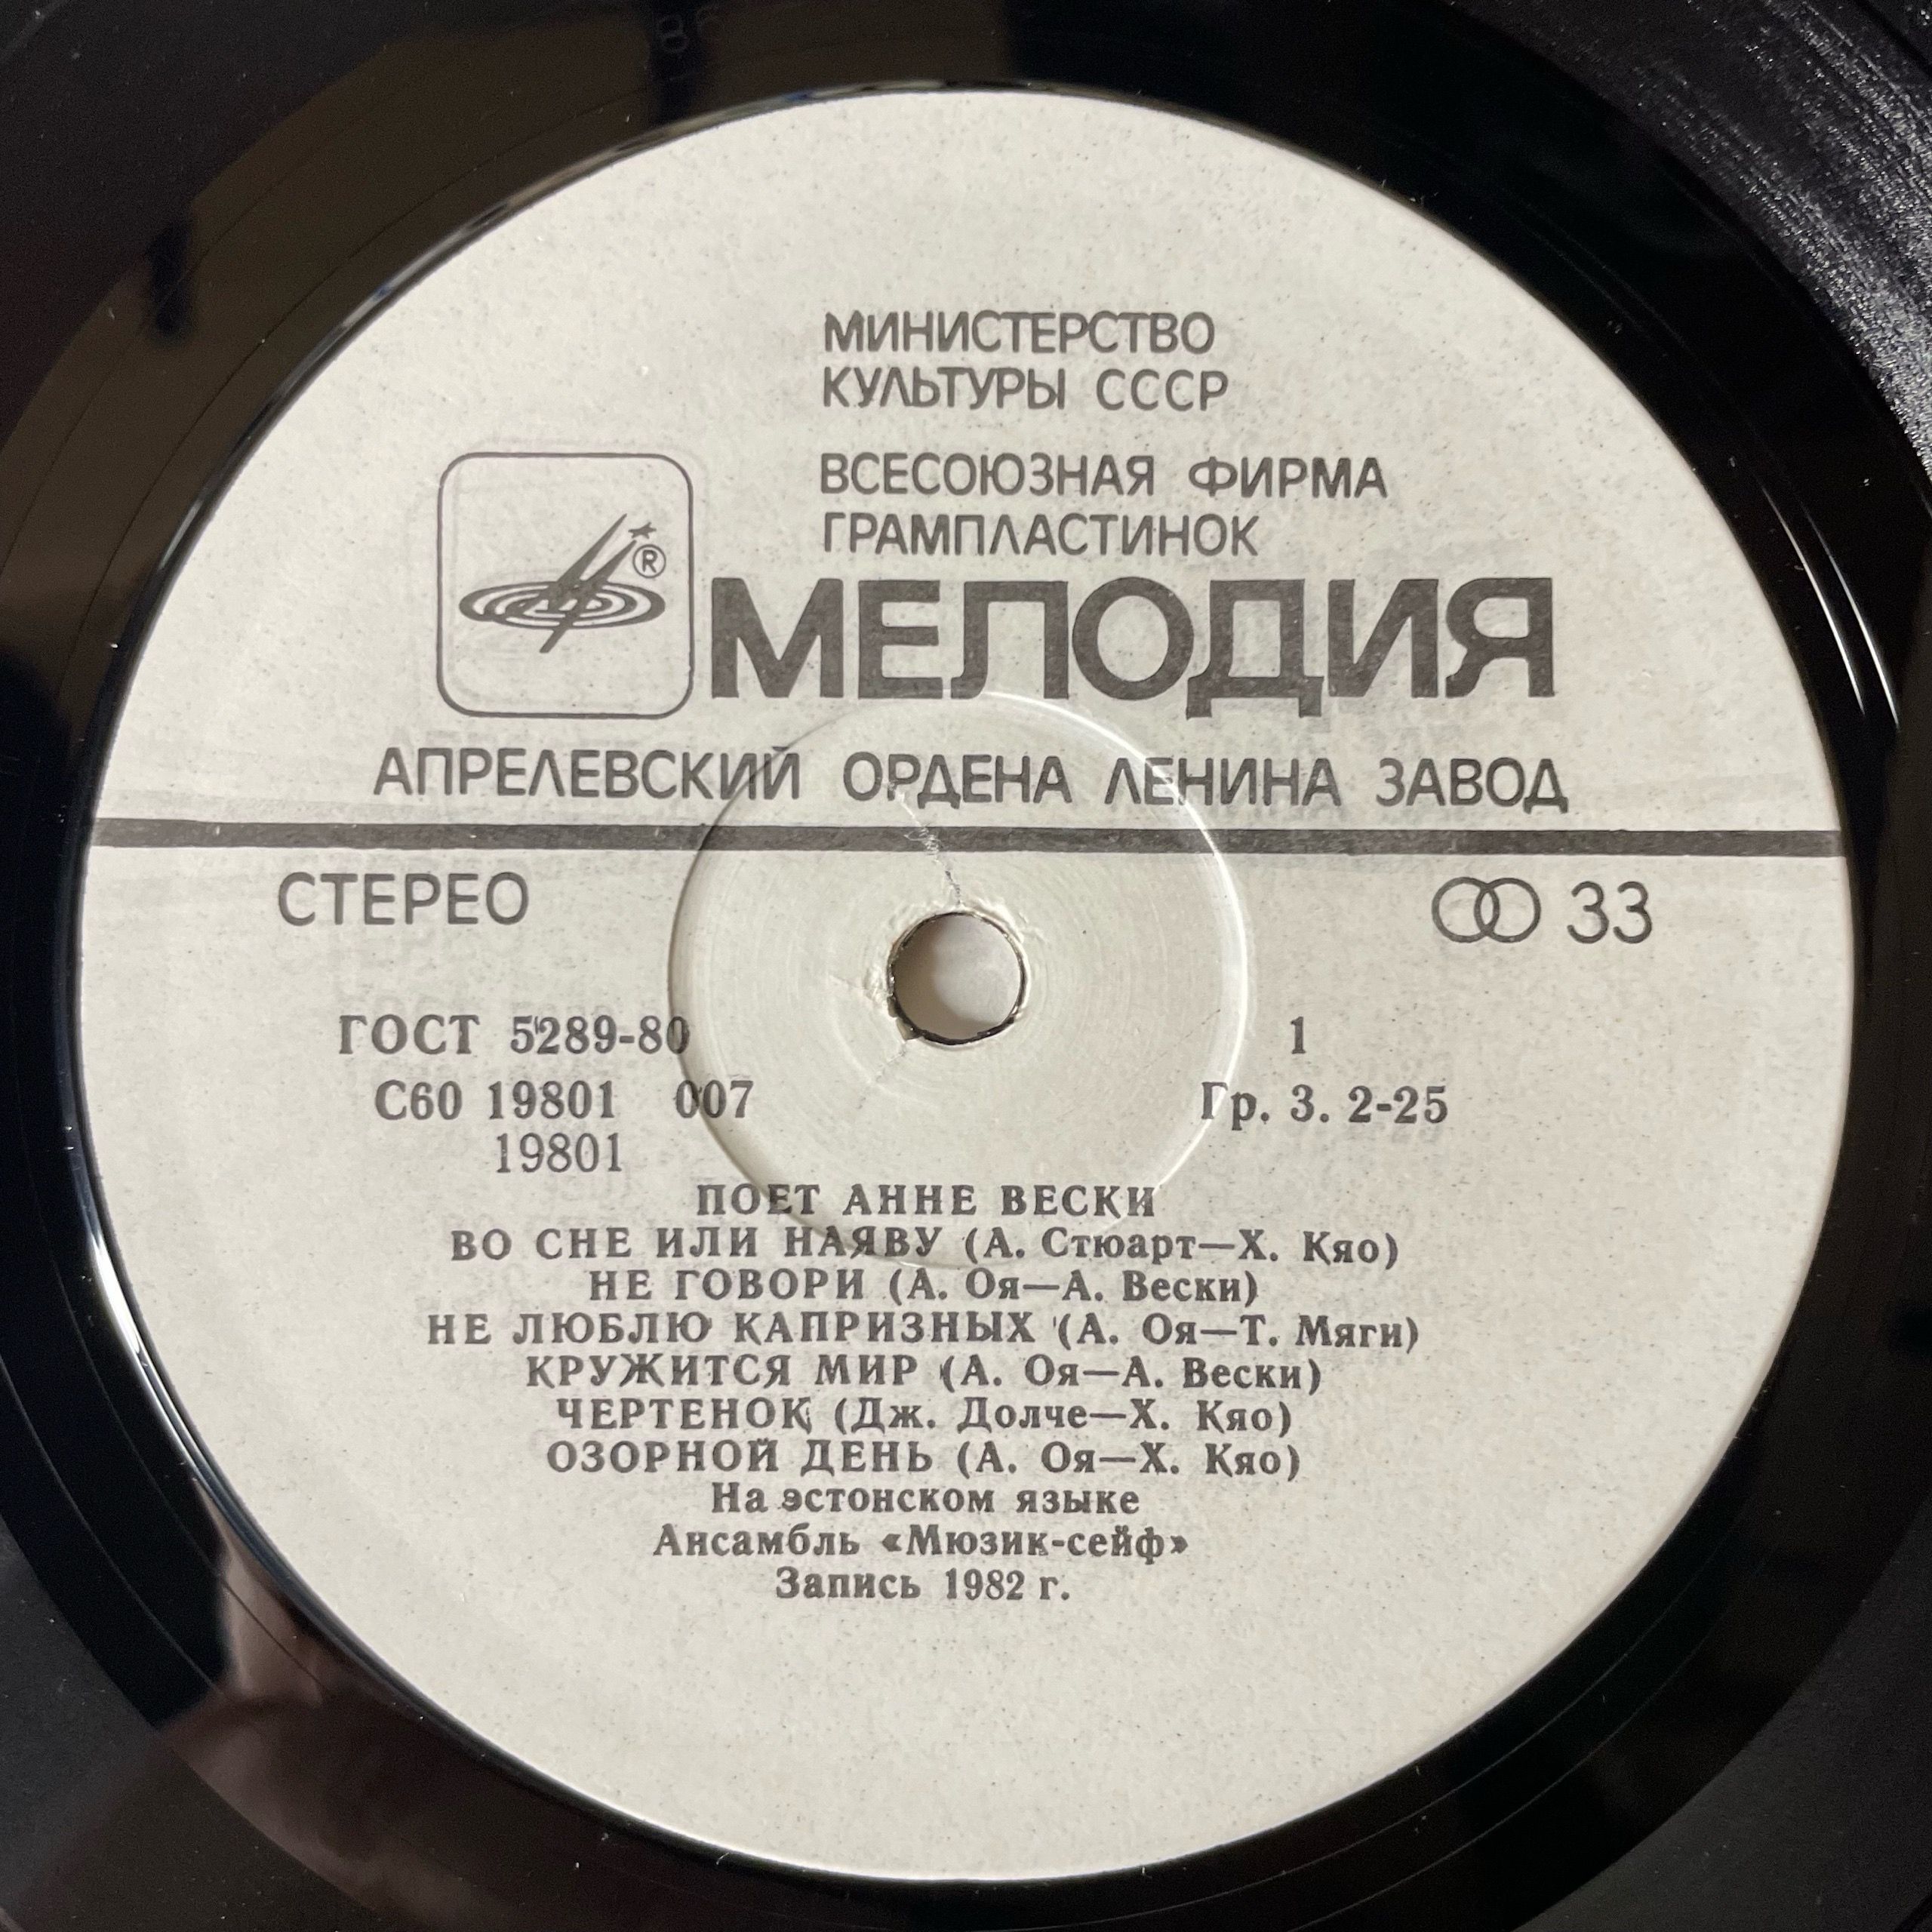 МИНИСТЕРСТВО
КУЛЬТУРЫ СССР
ВСЕСОЮЗНАЯ ФИРМА
ГРАМПЛАСТИНОК
®
МЕЛОДИЯ
АПРЕЛЕВСКИЙ ОРДЕНА ЛЕНИНА ЗАВОД
СТЕРЕО 33
ГОСТ 5289-80 1
С60 19801 007 Гр. 3. 2-25
19801
ПОЕТ АННЕ ВЕСКИ
ВО СНЕ ИЛИ НАЯВУ (А. Стюарт—Х. Кяо)
НЕ ГОВОРИ (А. Оя—А. Вески)
НЕ ЛЮБЛЮ КАПРИЗНЫХ (А. Оя—Т. Мяги)
КРУЖИТСЯ МИР (А. Оя—А. Вески)
ЧЕРТЕНОК (Дж. Долче—Х. Кяо)
ОЗОРНОЙ ДЕНЬ (А. Оя—Х. Кяо)
На эстонском языке
Ансамбль «Мюзик-сейф»
Запись 1982 г.